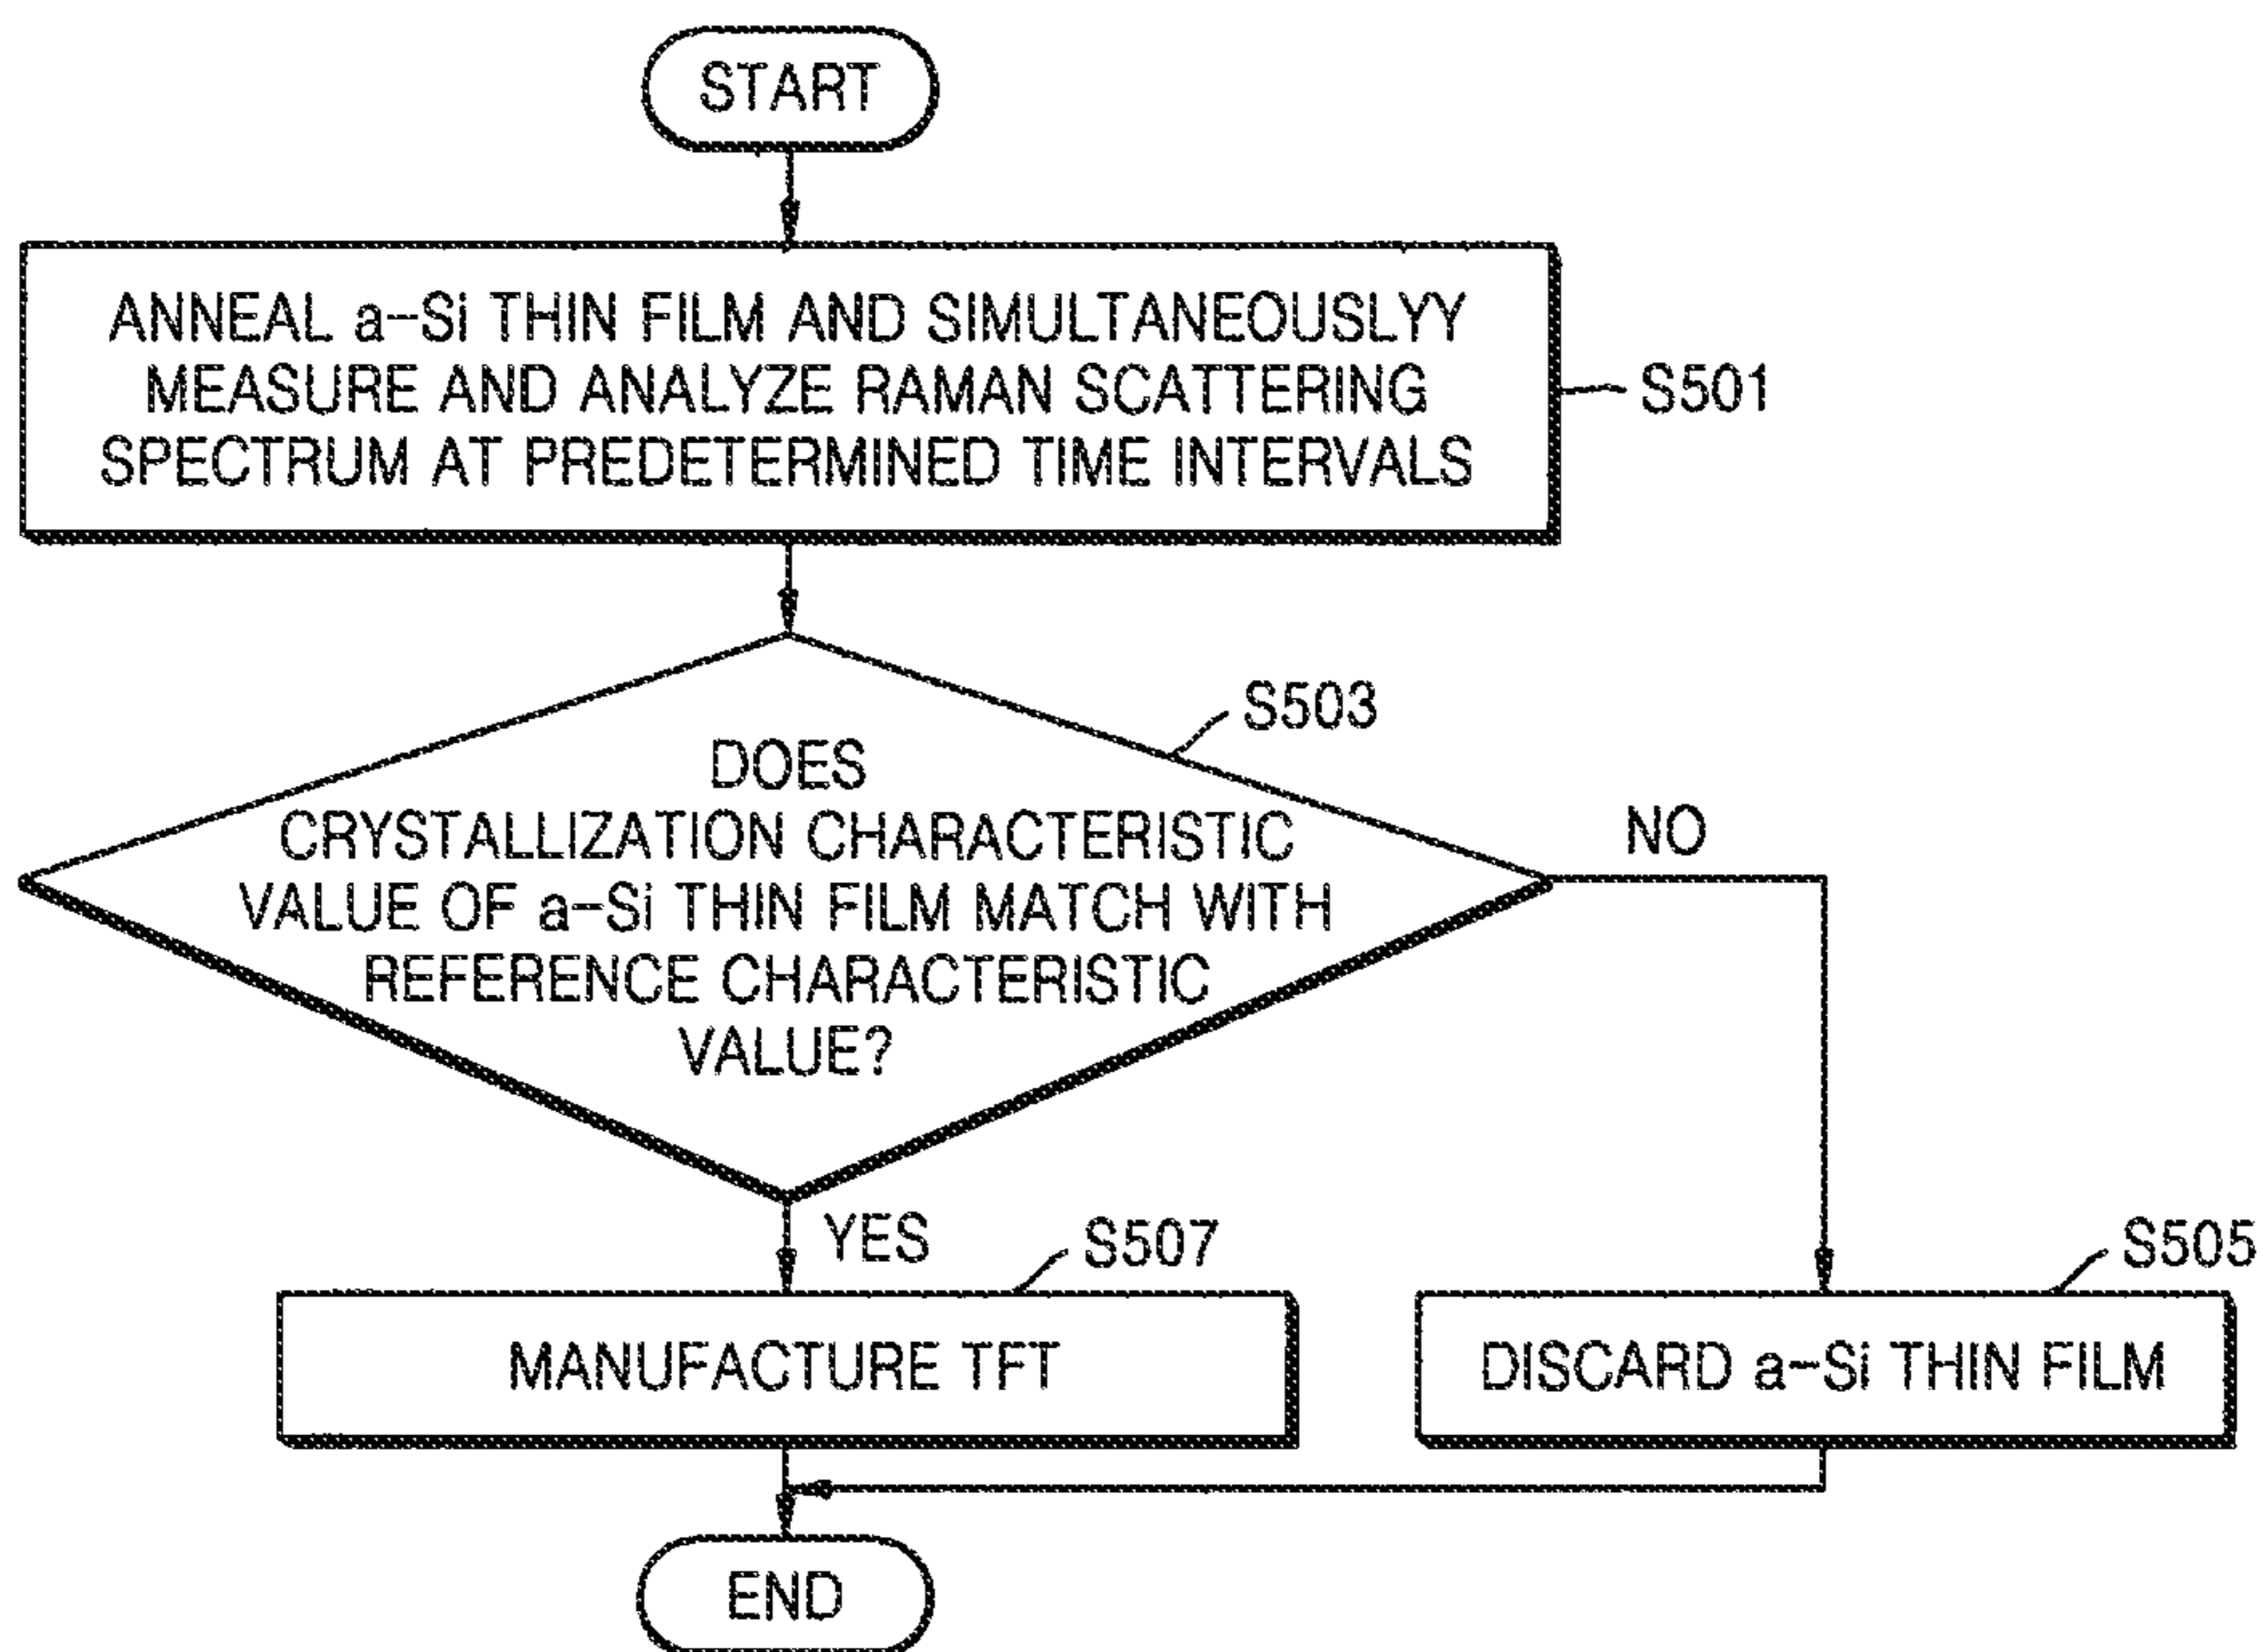 START
ANNEAL a-Si THIN FILM AND SIMULTANEOUSLYY
MEASURE AND ANALYZE RAMAN SCATTERING
SPECTRUM AT PREDETERMINED TIME INTERVALS
S501
S503
DOES
CRYSTALLIZATION CHARACTERISTIC
VALUE OF a-Si THIN FILM MATCH WITH
REFERENCE CHARACTERISTIC
VALUE?
NO
YES
S507
S505
MANUFACTURE TFT
DISCARD a-Si THIN FILM
END